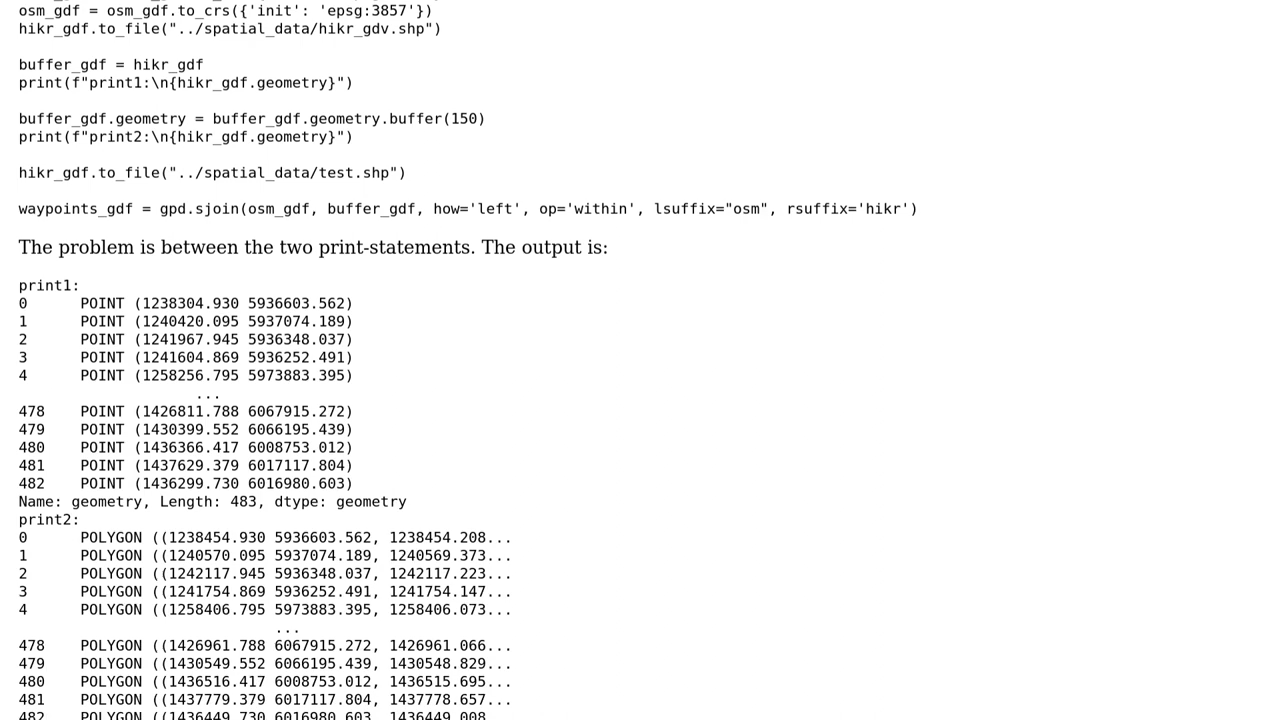 osm_gdf = osm_gdf.to_crs({'init': 'epsg:3857'})
hikr_gdf.to_file("../spatial_data/hikr_gdv.shp")
buffer_gdf = hikr_gdf
print(f"print1:\n{hikr_gdf.geometry}")
buffer_gdf.geometry = buffer_gdf.geometry.buffer(150)
print(f"print2:\n{hikr_gdf.geometry}")
hikr_gdf.to_file("../spatial_data/test.shp")
waypoints_gdf = gpd.sjoin(osm_gdf, buffer_gdf, how='left', op='within', lsuffix="osm", rsuffix='hikr')
The problem is between the two print-statements. The output is:
print1:
0      POINT (1238304.930 5936603.562)
1      POINT (1240420.095 5937074.189)
2      POINT (1241967.945 5936348.037)
3      POINT (1241604.869 5936252.491)
4      POINT (1258256.795 5973883.395)
...
478    POINT (1426811.788 6067915.272)
479    POINT (1430399.552 6066195.439)
480    POINT (1436366.417 6008753.012)
481    POINT (1437629.379 6017117.804)
482    POINT (1436299.730 6016980.603)
Name: geometry, Length: 483, dtype: geometry
print2:
0      POLYGON ((1238454.930 5936603.562, 1238454.208...
1      POLYGON ((1240570.095 5937074.189, 1240569.373...
2      POLYGON ((1242117.945 5936348.037, 1242117.223...
3      POLYGON ((1241754.869 5936252.491, 1241754.147...
4      POLYGON ((1258406.795 5973883.395, 1258406.073...
...
478    POLYGON ((1426961.788 6067915.272, 1426961.066...
479    POLYGON ((1430549.552 6066195.439, 1430548.829...
480    POLYGON ((1436516.417 6008753.012, 1436515.695...
481    POLYGON ((1437779.379 6017117.804, 1437778.657...
482    POLYGON ((1436449.730 6016980.603, 1436449.008...